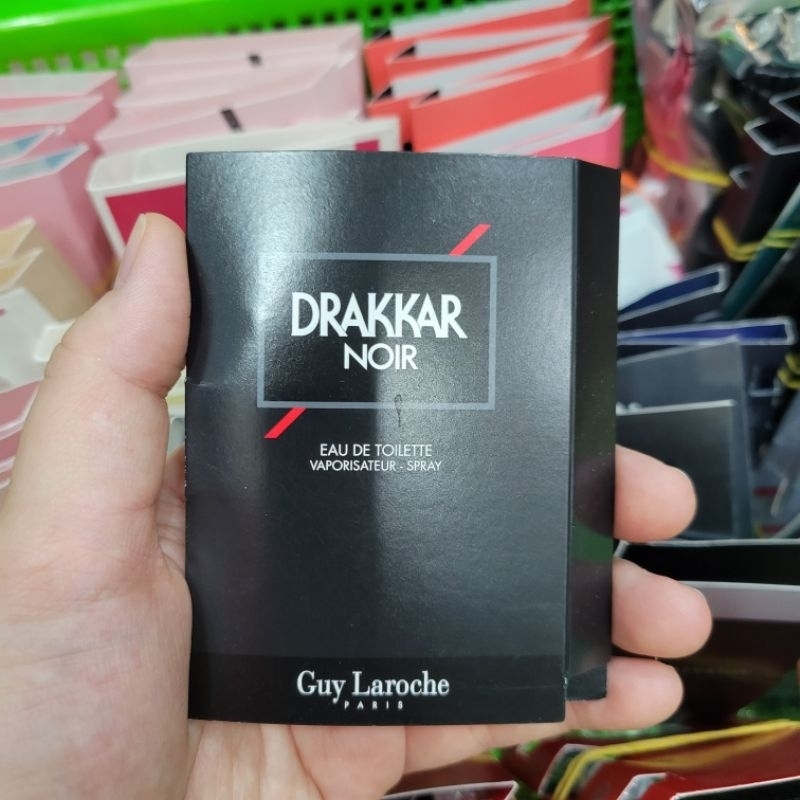 DRAKKAR
NOIR
EAU DE TOILETTE
VAPORISATEUR - SPRAY
Guy Laroche
PARIS